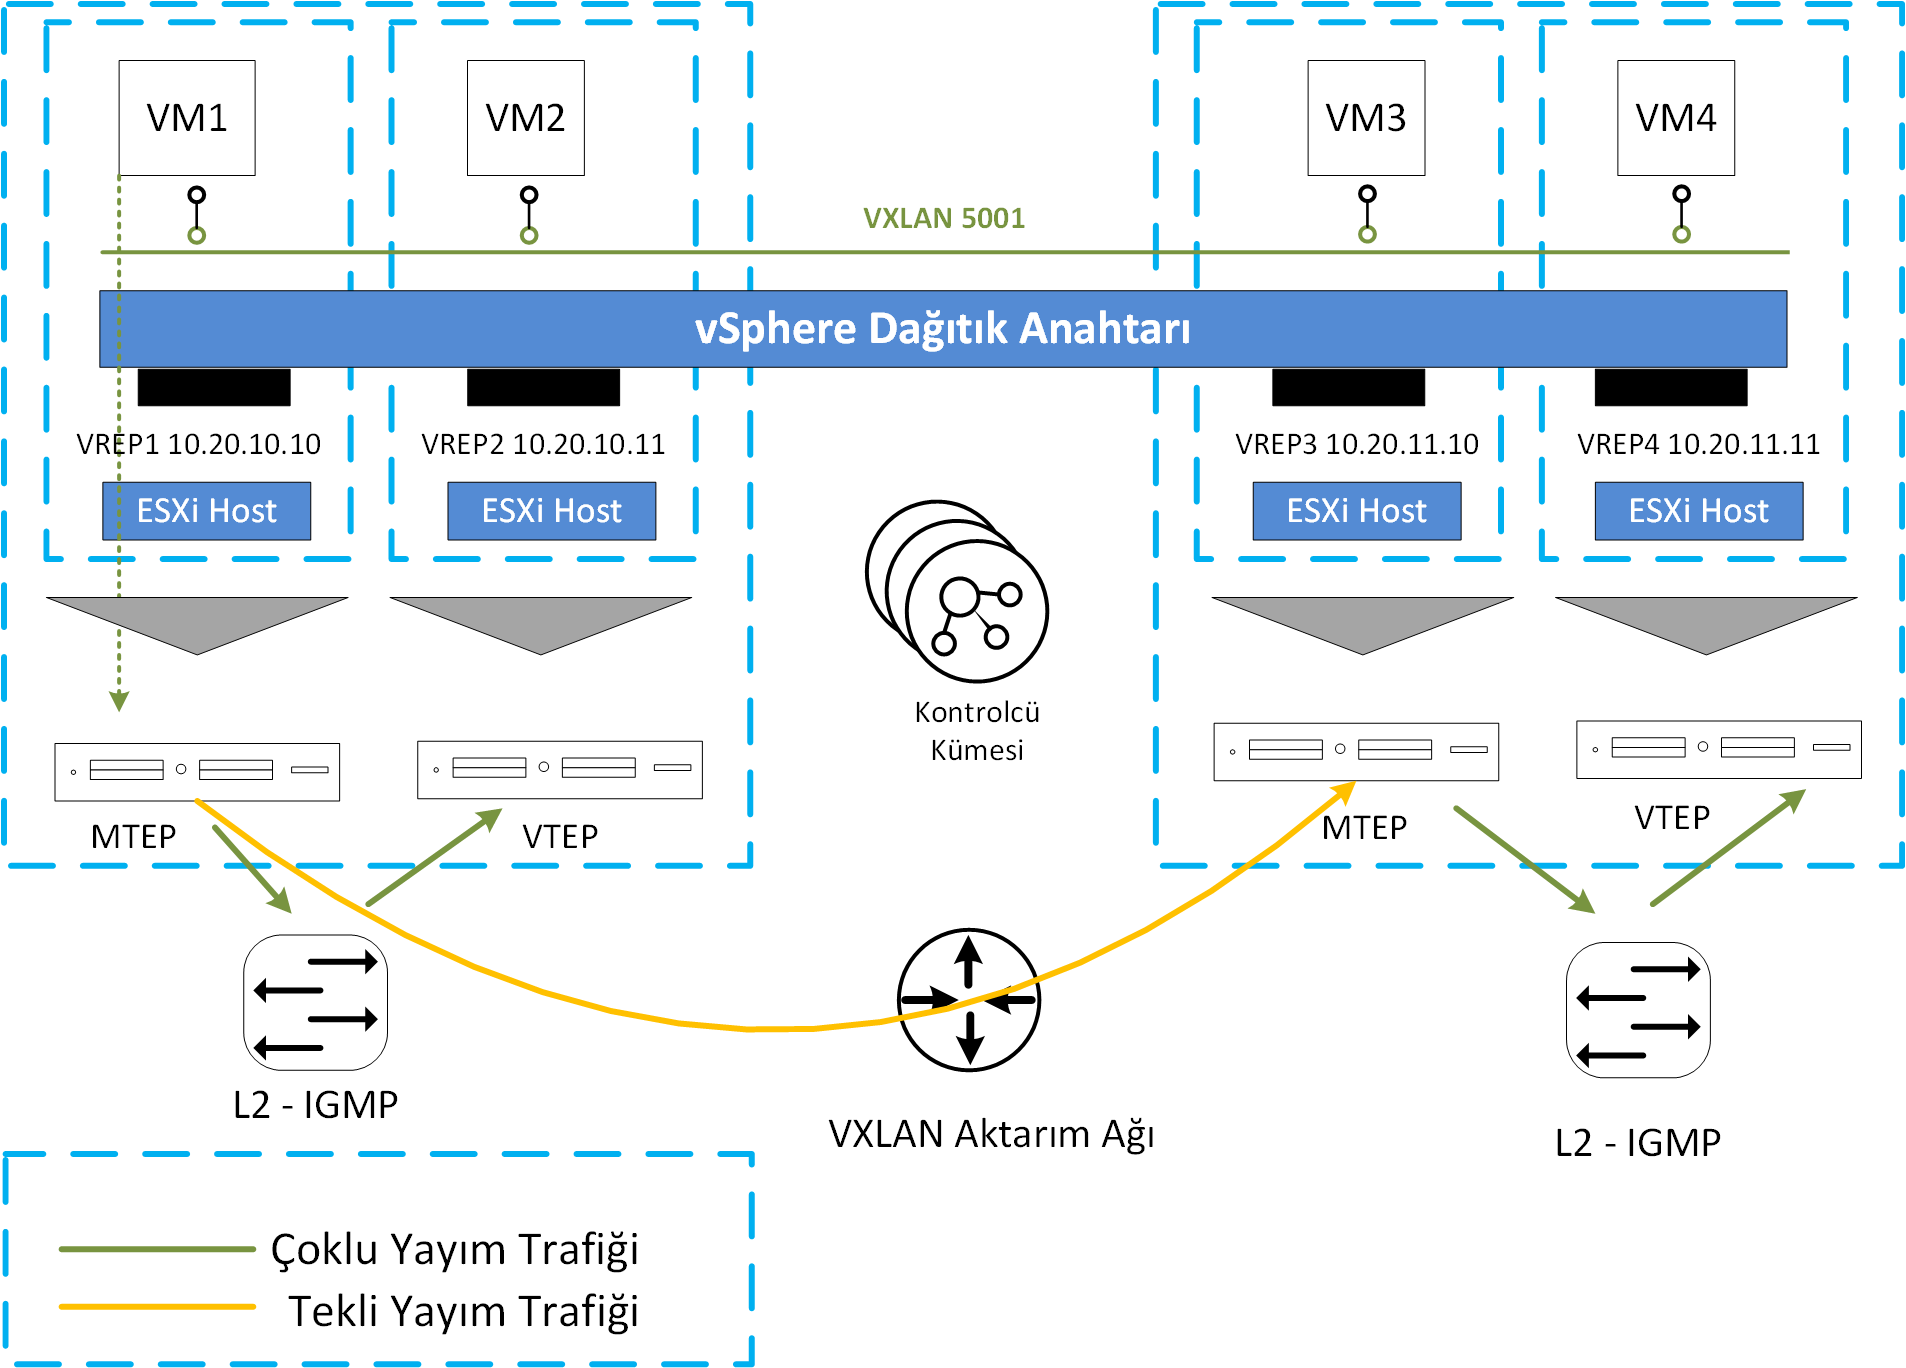 VM1
VM2
VM3
VM4
VXLAN 5001
vSphere Dağıtık Anahtarı
VREP1 10.20.10.10
VREP2 10.20.10.11
VREP3 10.20.11.10
VREP4 10.20.11.11
ESXi Host
ESXi Host
ESXi Host
ESXi Host
Kontrolcü
Kümesi
MTEP
VTEP
MTEP
VTEP
L2 - IGMP
VXLAN Aktarım Ağı
L2 - IGMP
Çoklu Yayım Trafiği
Tekli Yayım Trafiği